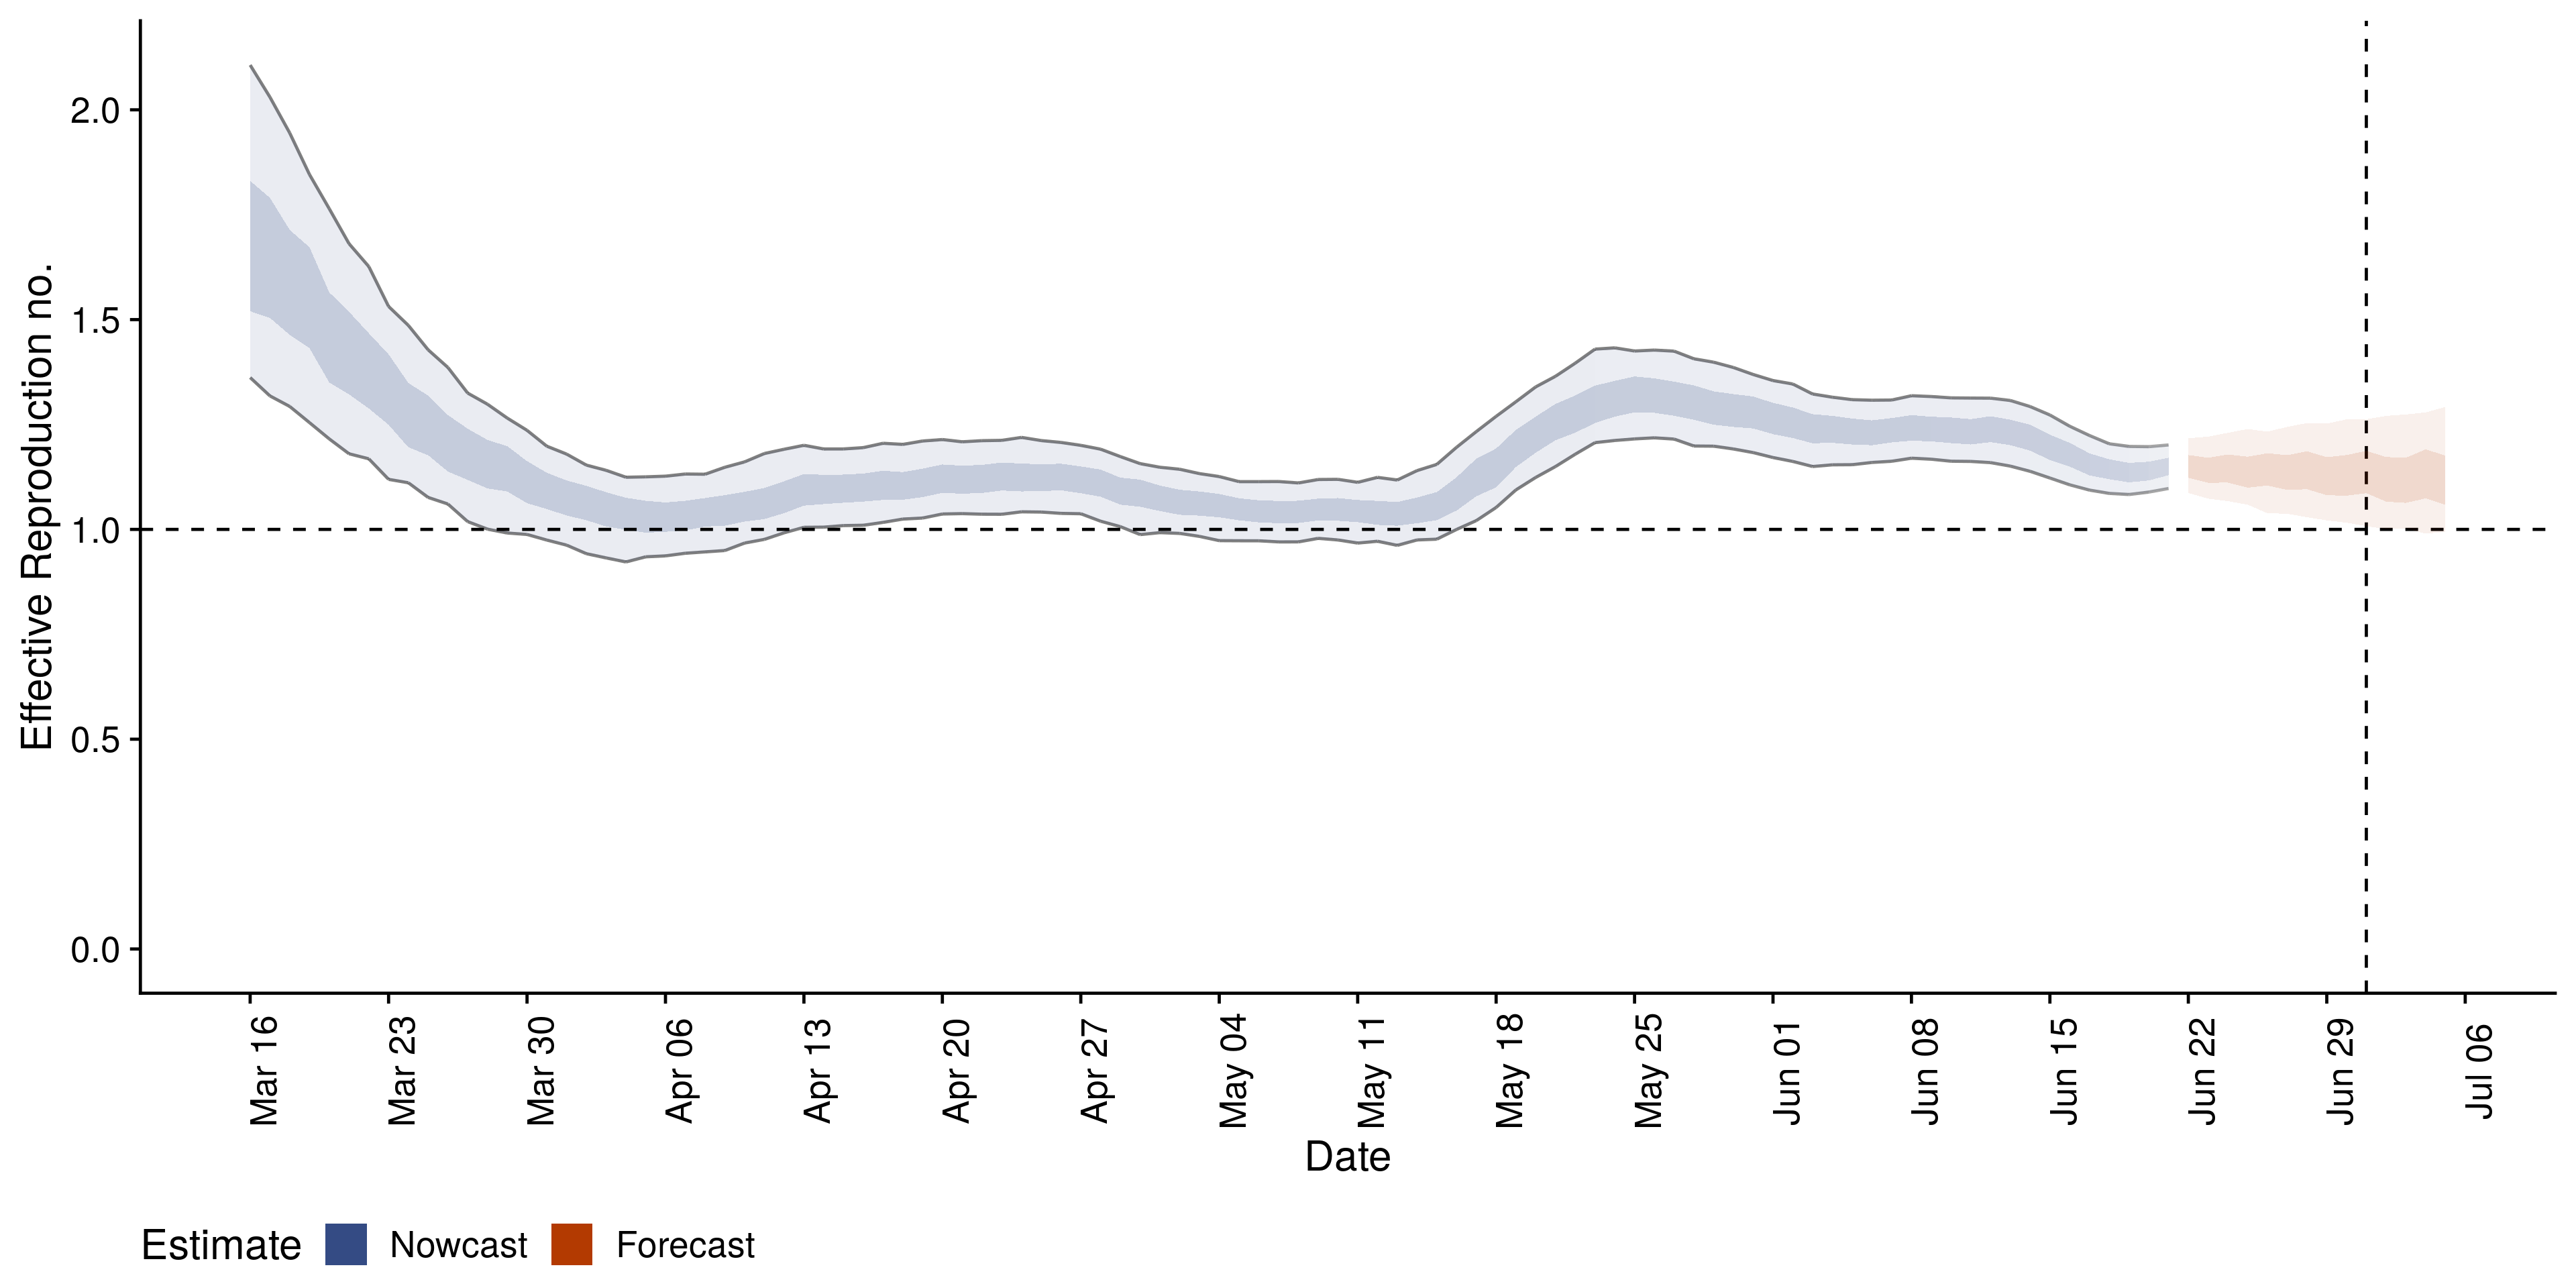 Effective Reproduction no.
2.0
1.5
1.0
0.5
0.0
Mar 16
Mar 23
Mar 30
Apr 06
Apr 13
Apr 20
Apr 27
May 04
May 11
May 18
May 25
Jun 01
Jun 08
Jun 15
Jun 22
Jun 29
Jul 06
Date
Estimate Nowcast Forecast